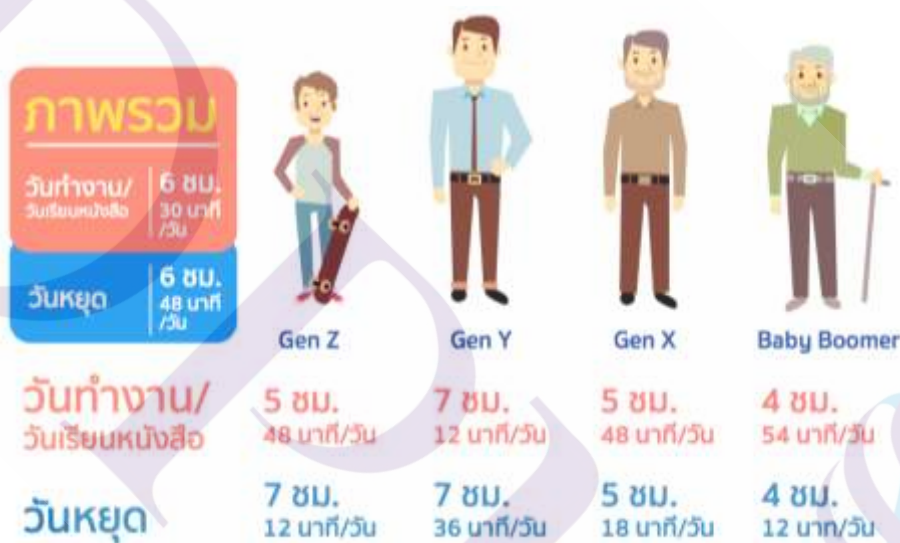 ภาพรวม
วันทำงาน/ 6 ชม.
วันเรียนหนังสือ 30 นาที
/วัน
วันหยุด 6 ชม.
48 นาที
/วัน
Gen Z Gen Y Gen X Baby Boomer
วันทำงาน/ 5 ชม. 7 ชม. 5 ชม. 4 ชม.
วันเรียนหนังสือ 48 นาที/วัน 12 นาที/วัน 48 นาที/วัน 54 นาที/วัน
วันหยุด 7 ชม. 7 ชม. 5 ชม. 4 ชม.
12 นาที/วัน 36 นาที/วัน 18 นาที/วัน 12 นาท/วัน